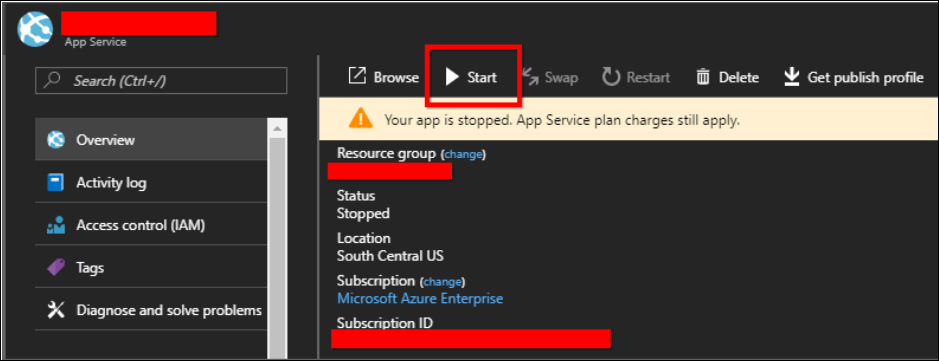 App Service
Search (Ctrl+/)
Browse Start Swap Restart Delete Get publish profile
Your app is stopped. App Service plan charges still apply.
Overview
Activity log
Access control (IAM)
Tags
Diagnose and solve problems
Resource group (change)
Status
Stopped
Location
South Central US
Subscription (change)
Microsoft Azure Enterprise
Subscription ID